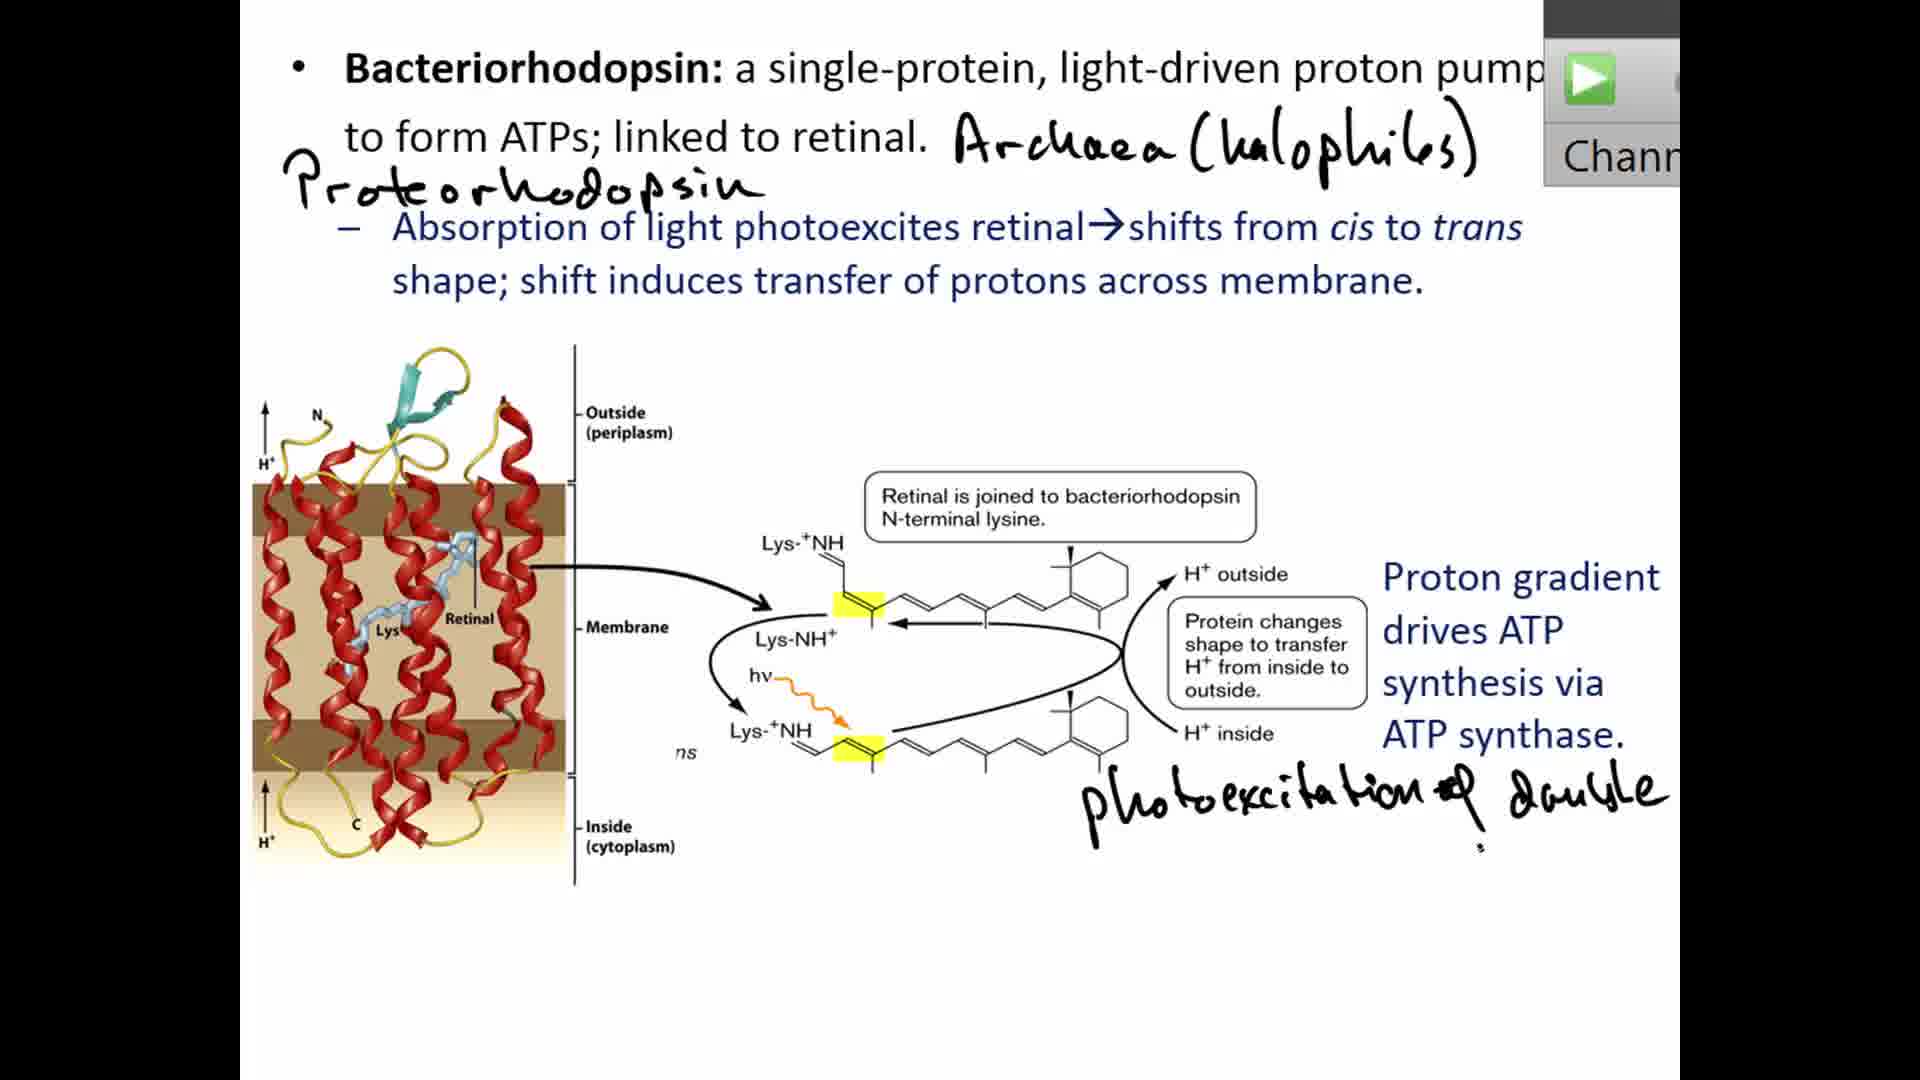 • Bacteriorhodopsin: a single-protein, light-driven proton pump
to form ATPs; linked to retinal. Archaea (halophiles)
Proteorhodopsin
– Absorption of light photoexcites retinal→shifts from cis to trans
shape; shift induces transfer of protons across membrane.
Chann
N
H+
Outside
(periplasm)
Retinal
Lys
Membrane
C
H+
Inside
(cytoplasm)
Retinal is joined to bacteriorhodopsin
N-terminal lysine.
Lys-+NH
H+ outside
Lys-NH+
Protein changes
shape to transfer
H+ from inside to
outside.
hν
Lys-+NH
H+ inside
ns
Proton gradient
drives ATP
synthesis via
ATP synthase.
photoexcitation of double